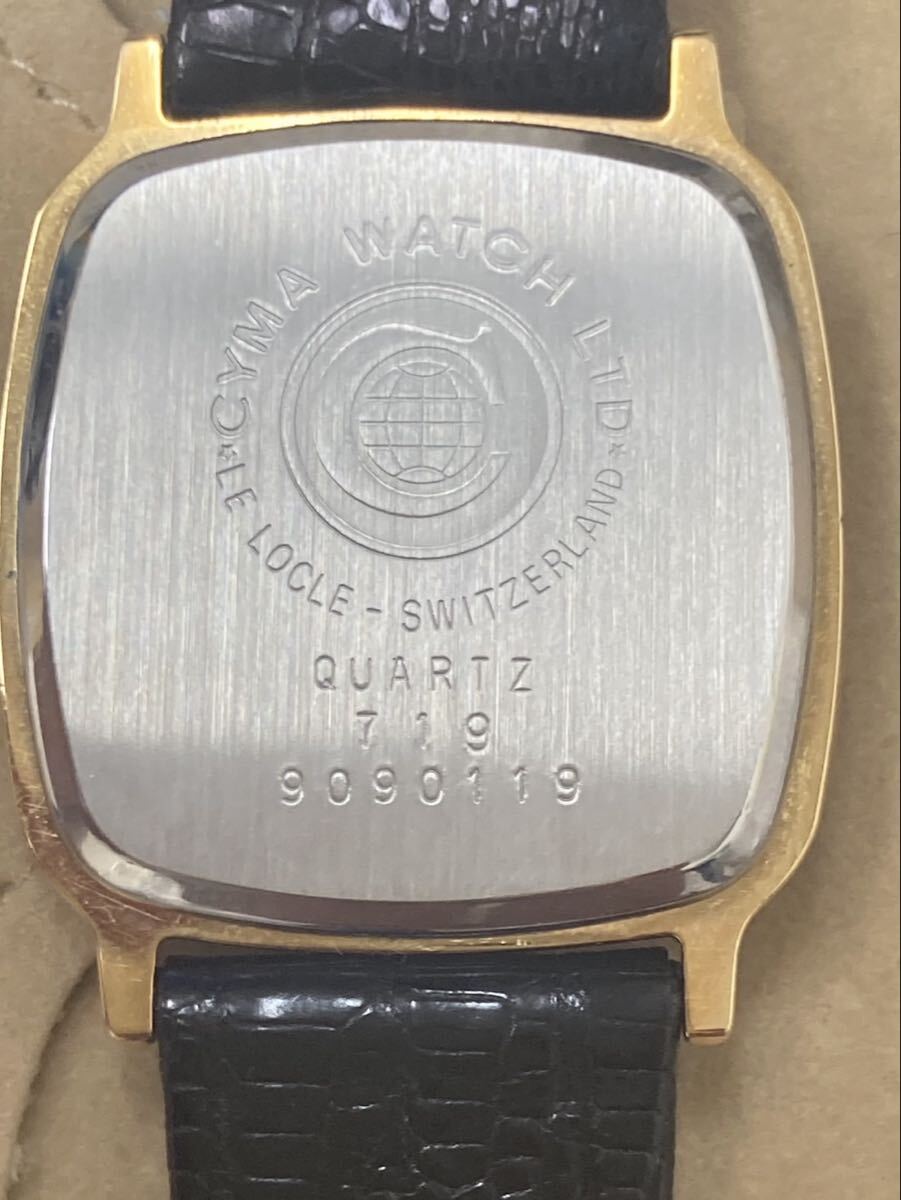 CYMA WATCH LTD
*LE LOCLE - SWITZERLAND*
QUARTZ
719
9090119